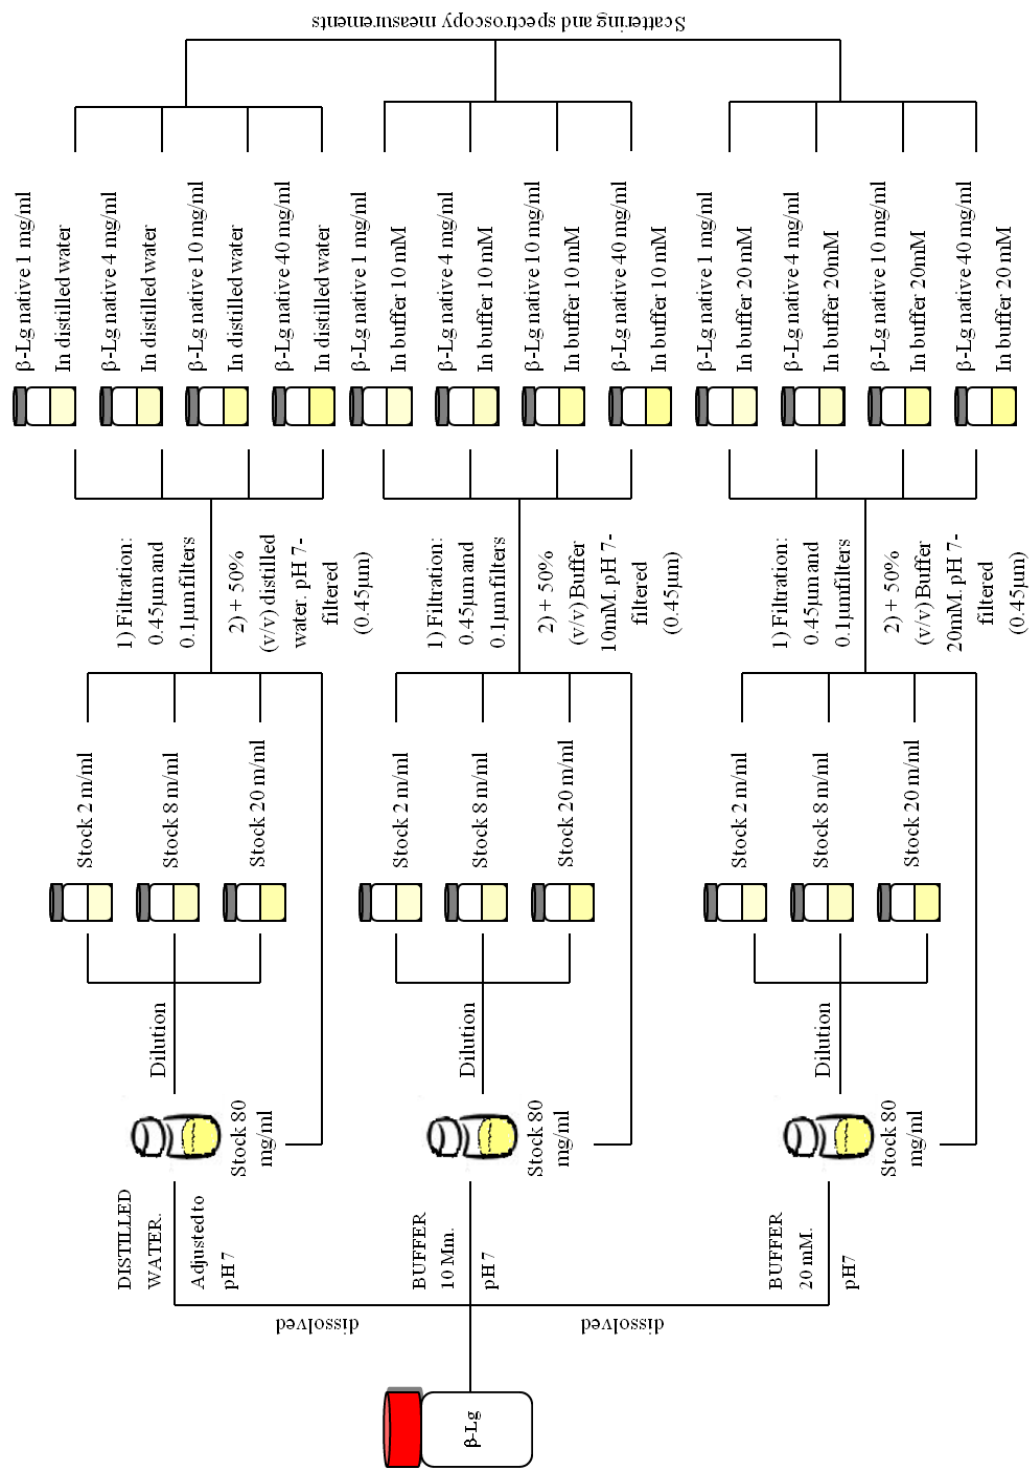 β-Lg
dissolved
dissolved
DISTILLED
WATER.
Adjusted to
pH 7
Stock 80
mg/ml
Dilution
Stock 2 m/ml
Stock 8 m/ml
Stock 20 m/ml
1) Filtration:
0.45µm and
0.1µm filters
2) + 50%
(v/v) distilled
water. pH 7-
filtered
(0.45µm)
β-Lg native 1 mg/ml
In distilled water
β-Lg native 4 mg/ml
In distilled water
β-Lg native 10 mg/ml
In distilled water
β-Lg native 40 mg/ml
In distilled water
BUFFER
10 Mm.
pH 7
Stock 80
mg/ml
Dilution
Stock 2 m/ml
Stock 8 m/ml
Stock 20 m/ml
1) Filtration:
0.45µm and
0.1µm filters
2) + 50%
(v/v) Buffer
10mM. pH 7-
filtered
(0.45µm)
β-Lg native 1 mg/ml
In buffer 10 mM
β-Lg native 4 mg/ml
In buffer 10 mM
β-Lg native 10 mg/ml
In buffer 10 mM
β-Lg native 40 mg/ml
In buffer 10 mM
BUFFER
20 mM.
pH7
Stock 80
mg/ml
Dilution
Stock 2 m/ml
Stock 8 m/ml
Stock 20 m/ml
1) Filtration:
0.45µm and
0.1µm filters
2) + 50%
(v/v) Buffer
20mM. pH 7-
filtered
(0.45µm)
β-Lg native 1 mg/ml
In buffer 20 mM
β-Lg native 4 mg/ml
In buffer 20mM
β-Lg native 10 mg/ml
In buffer 20mM
β-Lg native 40 mg/ml
In buffer 20 mM
Scattering and spectroscopy measurements